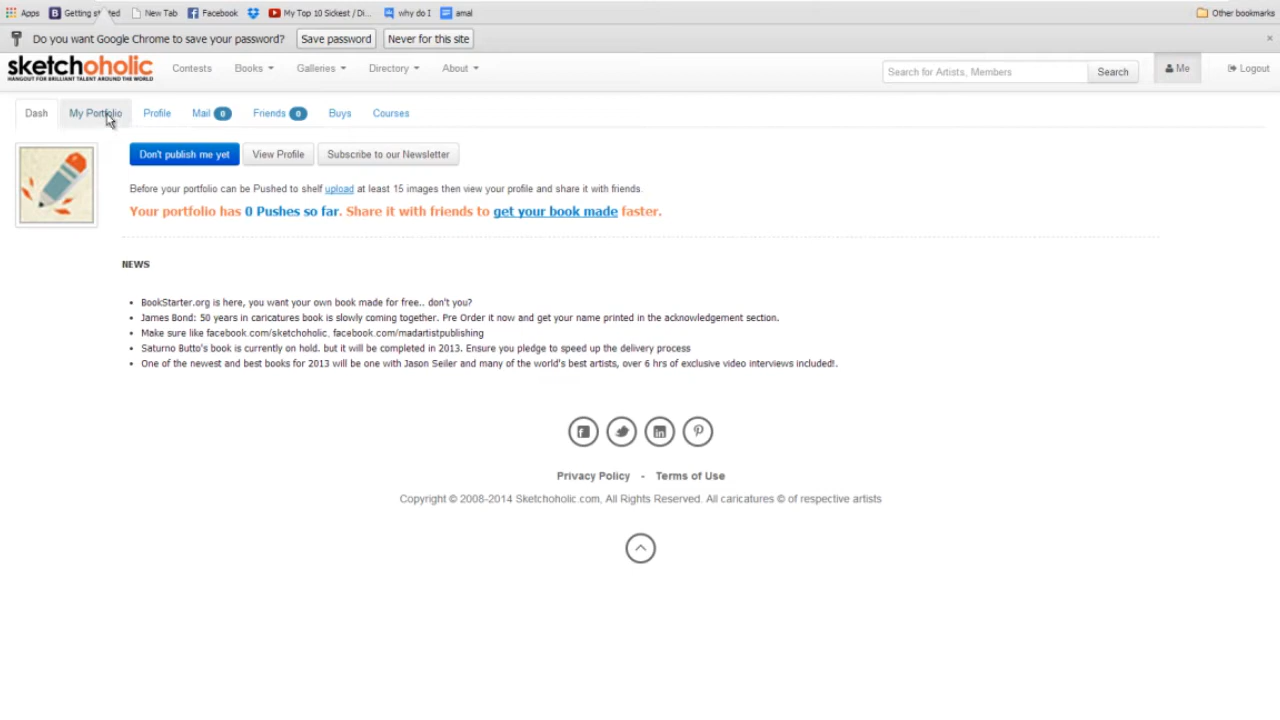 Apps Getting st ted New Tab Facebook My Top 10 Sickest / Di... why do I amal Other bookmarks
Do you want Google Chrome to save your password? Save password Never for this site ×
sketchoholic Contests Books Galleries Directory About Search for Artists, Members Search Me Logout
HANGOUT FOR BRILLIANT TALENT AROUND THE WORLD
Dash My Portfolio Profile Mail 0 Friends 0 Buys Courses
Don't publish me yet View Profile Subscribe to our Newsletter
Before your portfolio can be Pushed to shelf upload at least 15 images then view your profile and share it with friends.
Your portfolio has 0 Pushes so far. Share it with friends to get your book made faster.
NEWS
• BookStarter.org is here, you want your own book made for free.. don't you?
• James Bond: 50 years in caricatures book is slowly coming together. Pre Order it now and get your name printed in the acknowledgement section.
• Make sure like facebook.com/sketchoholic, facebook.com/madartistpublishing
• Saturno Butto's book is currently on hold. but it will be completed in 2013. Ensure you pledge to speed up the delivery process
• One of the newest and best books for 2013 will be one with Jason Seiler and many of the world's best artists, over 6 hrs of exclusive video interviews included!.
Privacy Policy - Terms of Use
Copyright © 2008-2014 Sketchoholic.com, All Rights Reserved. All caricatures © of respective artists